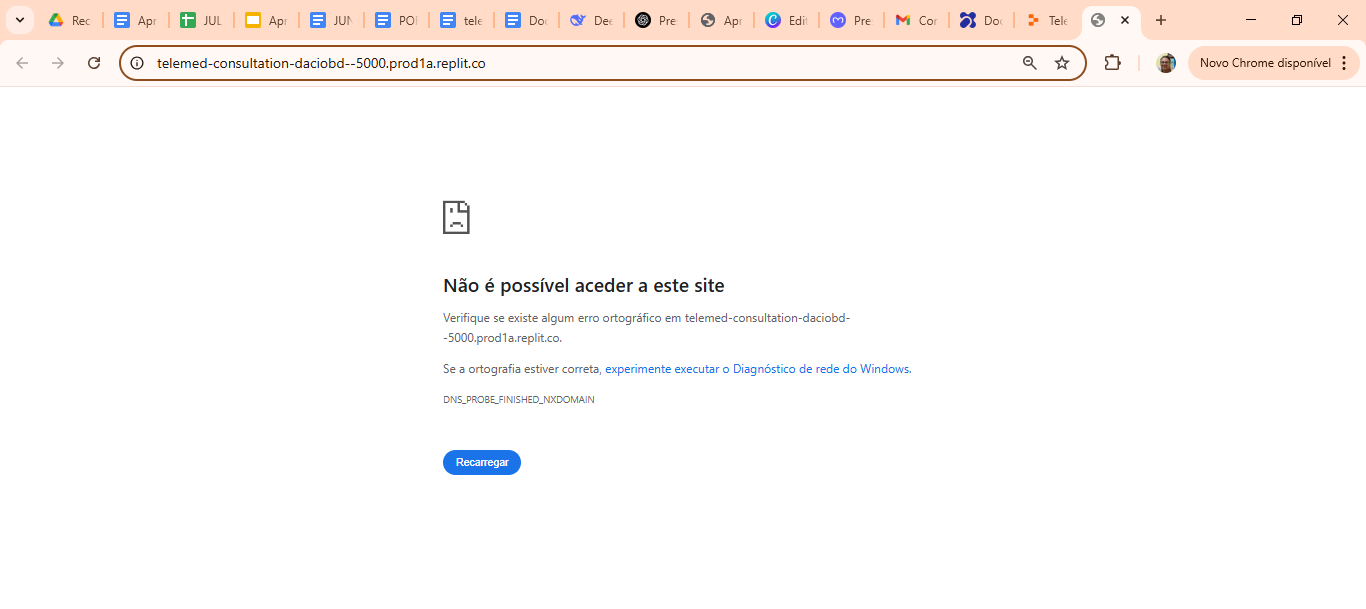 Rec
Apr
JUL
Apr
JUN
POI
tele
Doc
Dee
Pre
Apr
Edit
Pre
Cor
Doc
Tele
telemed-consultation-daciobd--5000.prod1a.replit.co
Novo Chrome disponível
Não é possível aceder a este site
Verifique se existe algum erro ortográfico em telemed-consultation-daciobd-
-5000.prod1a.replit.co.
Se a ortografia estiver correta, experimente executar o Diagnóstico de rede do Windows.
DNS_PROBE_FINISHED_NXDOMAIN
Recarregar